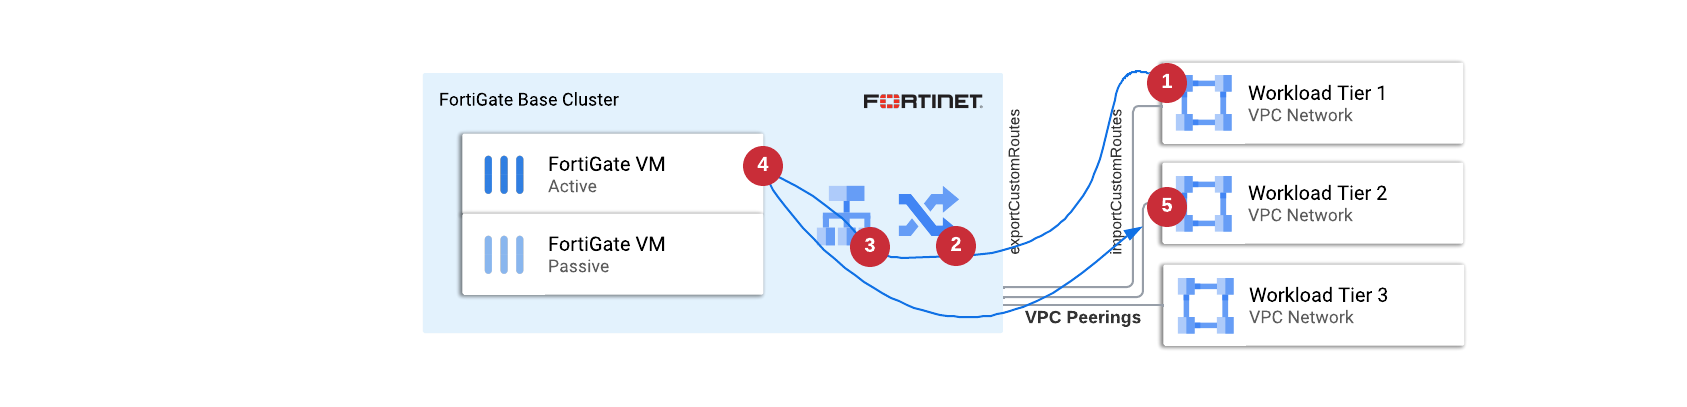 FortiGate Base Cluster
FORTINET
FortiGate VM
Active
4
FortiGate VM
Passive
3
2
exportCustomRoutes
importCustomRoutes
VPC Peerings
1
Workload Tier 1
VPC Network
5
Workload Tier 2
VPC Network
Workload Tier 3
VPC Network